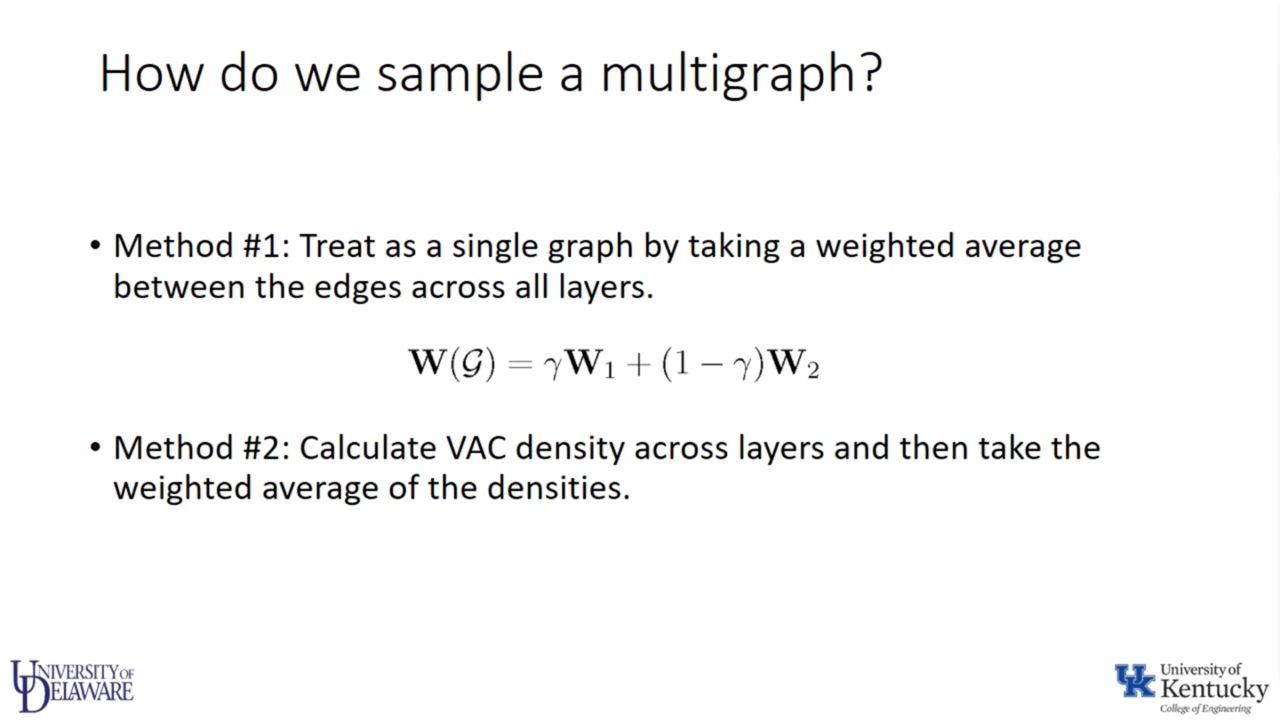 How do we sample a multigraph?
• Method #1: Treat as a single graph by taking a weighted average
between the edges across all layers.
W(𝒢) = γW₁ + (1 − γ)W₂
• Method #2: Calculate VAC density across layers and then take the
weighted average of the densities.
UNIVERSITY OF
DELAWARE
UK
University of
Kentucky
College of Engineering